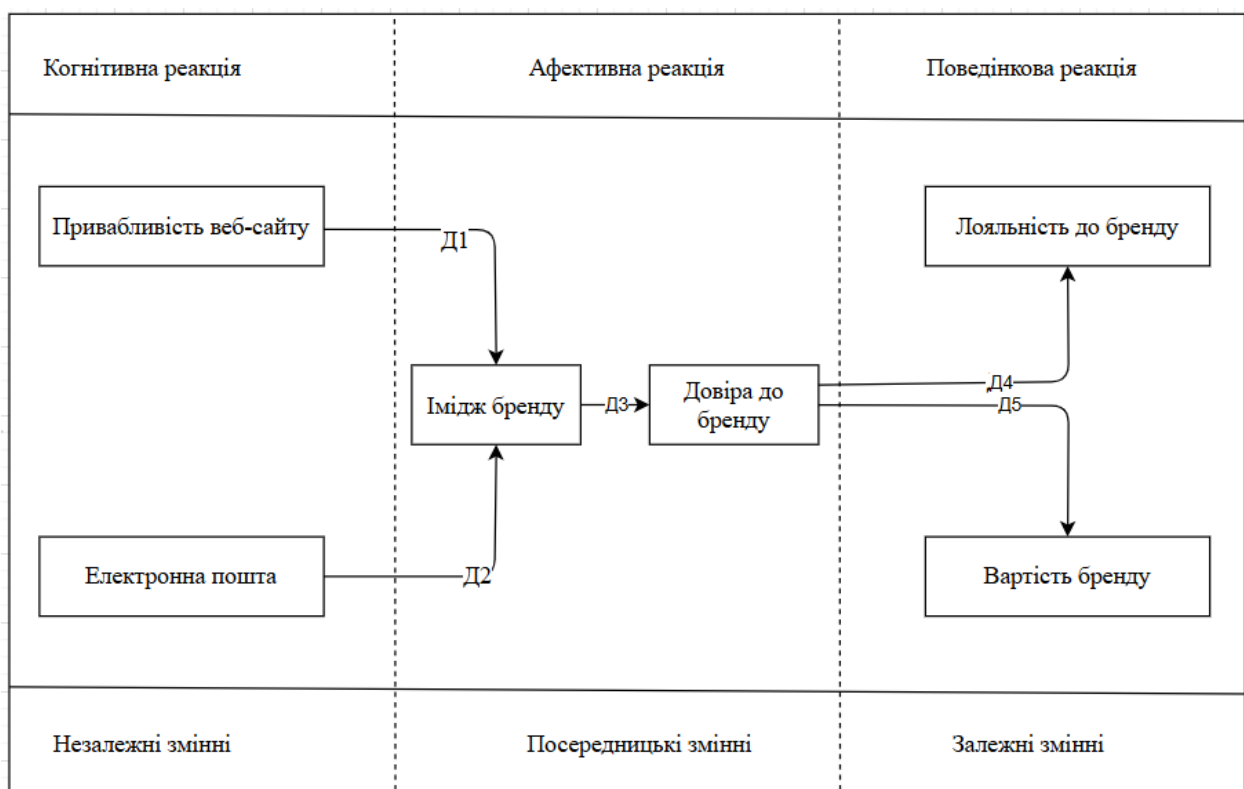 Когнітивна реакція
Афективна реакція
Поведінкова реакція
Привабливість веб-сайту
Д1
Лояльність до бренду
Імідж бренду
Д3
Довіра до
бренду
Д4
Д5
Електронна пошта
Д2
Вартість бренду
Незалежні змінні
Посередницькі змінні
Залежні змінні